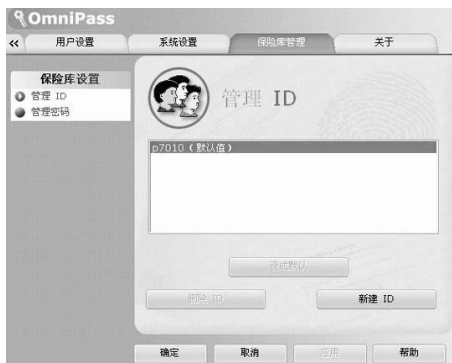 OmniPass
« 用户设置 系统设置 保险库管理 关于
保险库设置
管理 ID
管理密码
管理 ID
p7010 (默认值)
设成默认
删除 ID 新建 ID
确定 取消 应用 帮助